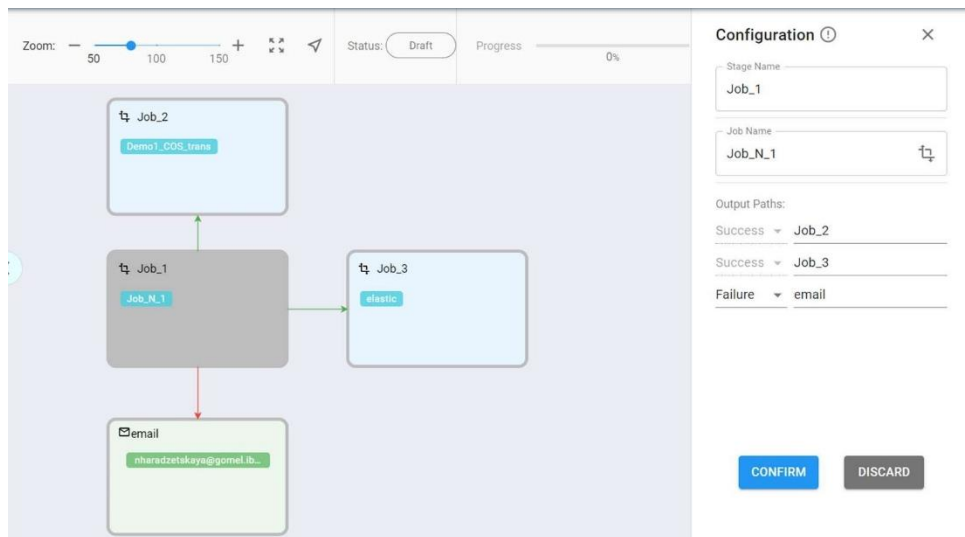 Zoom:
50
100
150
Status:
Draft
Progress
0%
Job_2
Demo1_COS_trans
Job_1
Job_N_1
Job_3
elastic
email
nharadzetskaya@gomel.ib...
Configuration
Stage Name
Job_1
Job Name
Job_N_1
Output Paths:
Success Job_2
Success Job_3
Failure email
CONFIRM DISCARD